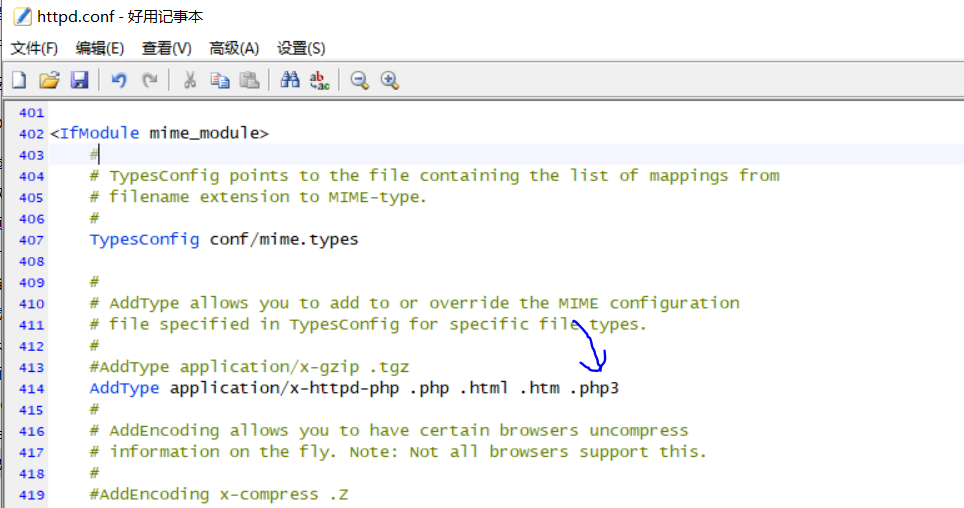 httpd.conf - 好用记事本
文件(F) 编辑(E) 查看(V) 高级(A) 设置(S)
401
402 <IfModule mime_module>
403 #
404 # TypesConfig points to the file containing the list of mappings from
405 # filename extension to MIME-type.
406 #
407 TypesConfig conf/mime.types
408
409 #
410 # AddType allows you to add to or override the MIME configuration
411 # file specified in TypesConfig for specific file types.
412 #
413 #AddType application/x-gzip .tgz
414 AddType application/x-httpd-php .php .html .htm .php3
415 #
416 # AddEncoding allows you to have certain browsers uncompress
417 # information on the fly. Note: Not all browsers support this.
418 #
419 #AddEncoding x-compress .Z